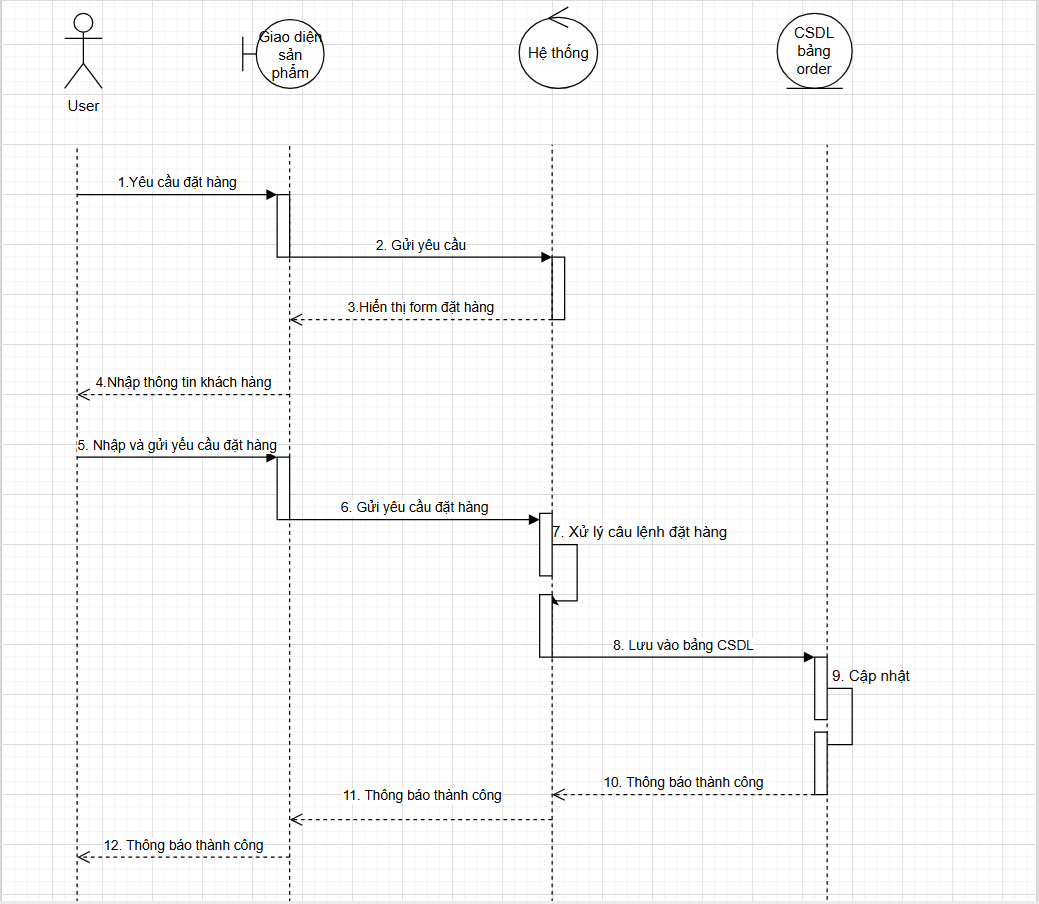 Giao diện
sản
phẩm
Hệ thống
CSDL
bảng
order
User
1.Yêu cầu đặt hàng
2. Gửi yêu cầu
3.Hiển thị form đặt hàng
4.Nhập thông tin khách hàng
5. Nhập và gửi yếu cầu đặt hàng
6. Gửi yêu cầu đặt hàng
7. Xử lý câu lệnh đặt hàng
8. Lưu vào bảng CSDL
9. Cập nhật
10. Thông báo thành công
11. Thông báo thành công
12. Thông báo thành công